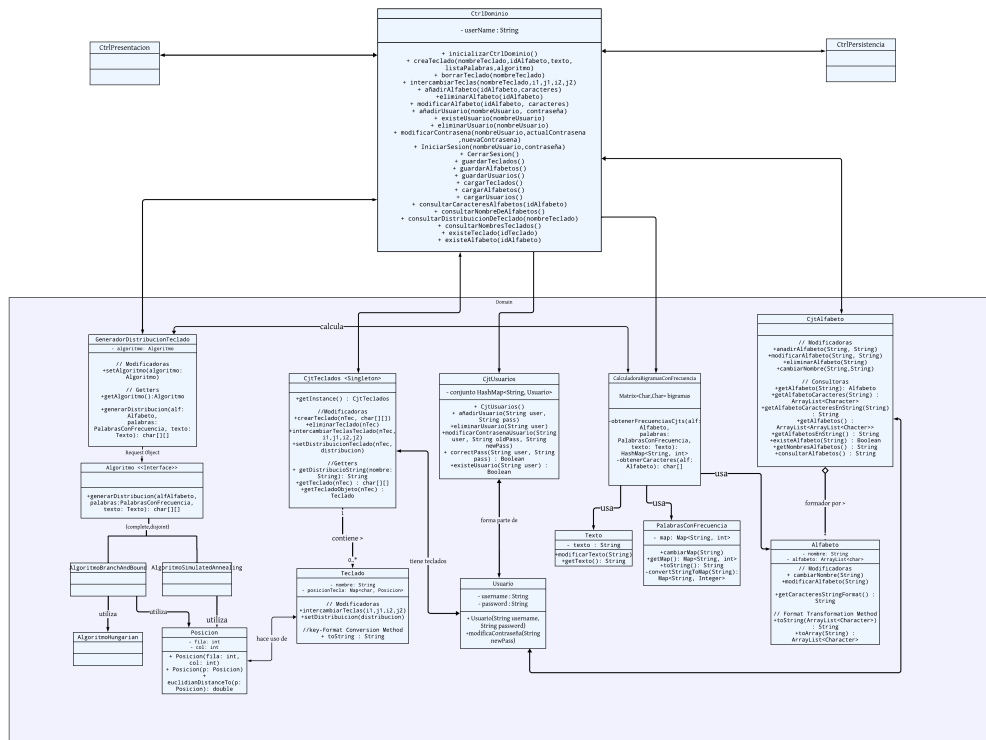 CtrlDominio
- userName : String
+ inicializarCtrlDominio()
+ creaTeclado(nombreTeclado,idAlfabeto,texto,
listaPalabras,algoritmo)
+ borrarTeclado(nombreTeclado)
+ intercambiarTeclas(nombreTeclado,i1,j1,i2,j2)
+ añadirAlfabeto(idAlfabeto,caracteres)
+eliminarAlfabeto(idAlfabeto)
+ modificarAlfabeto(idAlfabeto, caracteres)
+ añadirUsuario(nombreUsuario, contraseña)
+ existeUsuario(nombreUsuario)
+ eliminarUsuario(nombreUsuario)
+ modificarContrasena(nombreUsuario,actualContrasena
,nuevaContrasena)
+ IniciarSesion(nombreUsuario,contraseña)
+ CerrarSesion()
+ guardarTeclados()
+ guardarAlfabetos()
+ guardarUsuarios()
+ cargarTeclados()
+ cargarAlfabetos()
+ cargarUsuarios()
+ consultarCaracteresAlfabetos(idAlfabeto)
+ consultarNombreDeAlfabetos()
+ consultarDistribuicionDeTeclado(nombreTeclado)
+ consultarNombresTeclados()
+ existeTeclado(idTeclado)
+ existeAlfabeto(idAlfabeto)
CtrlPresentacion
CtrlPersistencia
Domain
calcula
GeneradorDistribucionTeclado
- algoritmo: Algoritmo
// Modificadoras
+setAlgoritmo(algoritmo:
Algoritmo)
// Getters
+getAlgoritmo():Algoritmo
+generarDistribucion(alf:
Alfabeto,
palabras:
PalabrasConFrecuencia, texto:
Texto): char[][]
Request Object
Algoritmo <<Interface>>
+generarDistribucion(alfAlfabeto,
palabras:PalabrasConFrecuencia,
texto: Texto): char[][]
{complete,disjoint}
AlgoritmoBranchAndBound
AlgoritmoSimulatedAnnealing
utiliza
utiliza
utiliza
AlgoritmoHungarian
Posicion
- fila: int
- col: int
+ Posicion(fila: int,
col: int)
+ Posicion(p: Posicion)
+
euclidianDistanceTo(p:
Posicion): double
hace uso de
CjtTeclados <Singleton>
+getInstance() : CjtTeclados
//Modificadoras
+crearTeclado(nTec, char[][])
+eliminarTeclado(nTec)
+intercambiarTeclasTeclado(nTec,
i1,j1,i2,j2)
+setDistribuicionTeclado(nTec,
distribucion)
//Getters
+ getDistribucioString(nombre:
String): String
+getTeclado(nTec) : char[][]
+getTecladoObjeto(nTec) :
Teclado
1
contiene >
0..*
Teclado
- nombre: String
- posicionTecla: Map<char, Posicion>
// Modificadoras
+intercambiarTeclas(i1,j1,i2,j2)
+setDistribuicion(distribucion)
//key-Format Conversion Method
+ toString : String
tiene teclados
CjtUsuarios
- conjunto HashMap<String, Usuario>
+ CjtUsuarios()
+ añadirUsuario(String user,
String pass)
+eliminarUsuario(String user)
+modificarContrasenaUsuario(String
user, String oldPass, String
newPass)
+ correctPass(String user, String
pass) : Boolean
+existeUsuario(String user) :
Boolean
forma parte de
Usuario
- username : String
- password : String
+ Usuario(String username,
String password)
+modificaContraseña(String
newPass)
CalculadoraBigramasConFrecuencia
Matrix<Char,Char> bigramas
-obtenerFrecuenciasCjts(alf:
Alfabeto,
palabras:
PalabrasConFrecuencia,
texto: Texto):
HashMap<String, int>
-obtenerCaracteres(alf:
Alfabeto): char[]
usa
usa
usa
Texto
- texto : String
+modificarTexto(String)
+getTexto(): String
PalabrasConFrecuencia
- map: Map<String, int>
+cambiarMap(String)
+getMap(): Map<String, int>
+toString() : String
-convertStringToMap(String):
Map<String, Integer>
CjtAlfabeto
// Modificadoras
+anadirAlfabeto(String, String)
+modificarAlfabeto(String, String)
+eliminarAlfabeto(String)
+cambiarNombre(String,String)
// Consultoras
+getAlfabeto(String): Alfabeto
+getAlfabetoCaracteres(String) :
ArrayList<Character>
+getAlfabetoCaracteresEnString(String)
: String
+getAlfabetos() :
ArrayList<ArrayList<Chacter>>
+getAlfabetosEnString() : String
+existeAlfabeto(String) : Boolean
+getNombresAlfabetos() : String
+consultarAlfabetos() : String
formador por >
Alfabeto
- nombre: String
- alfabeto: ArrayList<char>
// Modificadoras
+ cambiarNombre(String)
+modificarAlfabeto(String)
+getCaracteresStringFormat() :
String
// Format Transformation Method
+toString(ArrayList<Character>)
: String
+toArray(String) :
ArrayList<Character>